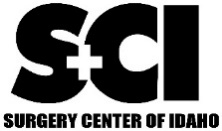 S+CI
SURGERY CENTER OF IDAHO